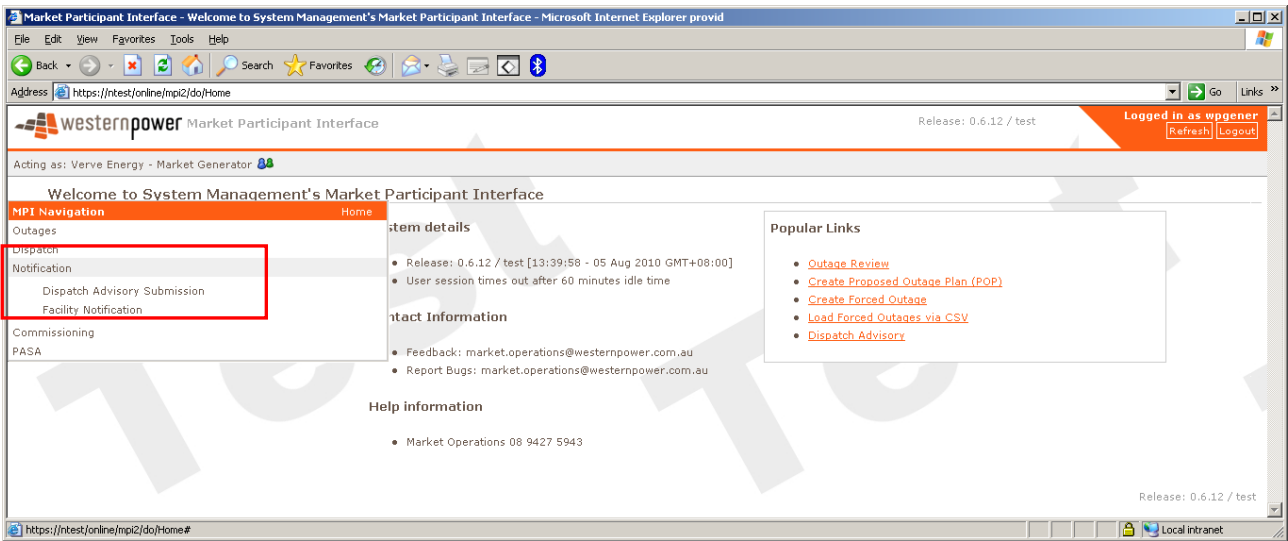 Market Participant Interface - Welcome to System Management's Market Participant Interface - Microsoft Internet Explorer provid
File Edit View Favorites Tools Help
Back Search Favorites
Address https://ntest/online/mpi2/do/Home Go Links »
westernpower Market Participant Interface Release: 0.6.12 / test Logged in as wpgener
Refresh Logout
Acting as: Verve Energy - Market Generator
Welcome to System Management's Market Participant Interface
MPI Navigation Home
Outages
Dispatch
Notification
Dispatch Advisory Submission
Facility Notification
Commissioning
PASA
stem details
Release: 0.6.12 / test [13:39:58 - 05 Aug 2010 GMT+08:00]
User session times out after 60 minutes idle time
ntact Information
Feedback: market.operations@westernpower.com.au
Report Bugs: market.operations@westernpower.com.au
Help information
Market Operations 08 9427 5943
Popular Links
Outage Review
Create Proposed Outage Plan (POP)
Create Forced Outage
Load Forced Outages via CSV
Dispatch Advisory
Test Test
Release: 0.6.12 / test
https://ntest/online/mpi2/do/Home# Local intranet